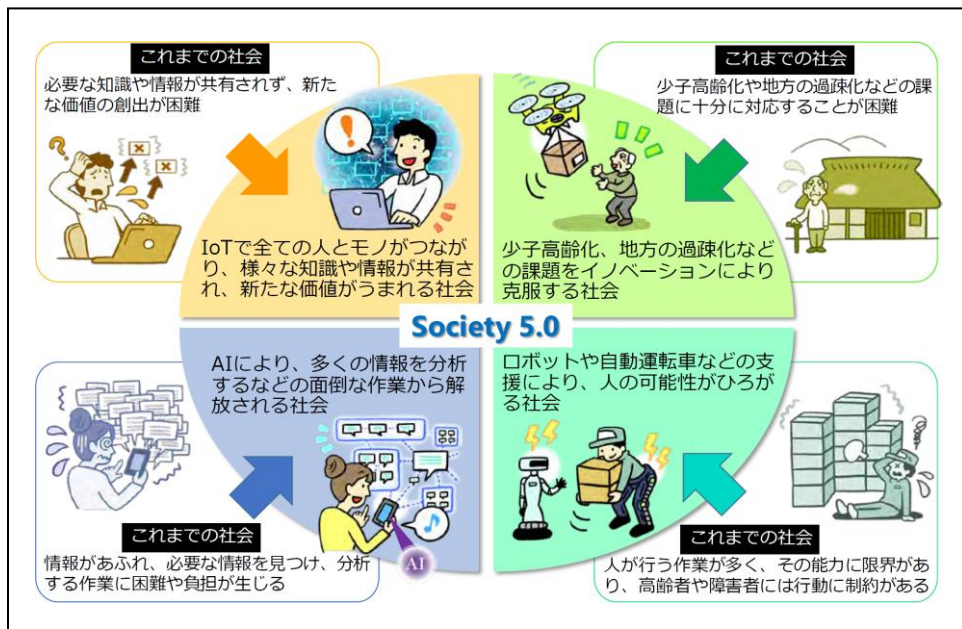 これまでの社会
必要な知識や情報が共有されず、新た
な価値の創出が困難
これまでの社会
少子高齢化や地方の過疎化などの課
題に十分に対応することが困難
IoTで全ての人とモノがつなが
り、様々な知識や情報が共有さ
れ、新たな価値がうまれる社会
少子高齢化、地方の過疎化など
の課題をイノベーションにより
克服する社会
Society 5.0
AIにより、多くの情報を分析
するなどの面倒な作業から解
放される社会
ロボットや自動運転車などの支
援により、人の可能性がひろが
る社会
AI
これまでの社会
情報があふれ、必要な情報を見つけ、分析
する作業に困難や負担が生じる
これまでの社会
人が行う作業が多く、その能力に限界があ
り、高齢者や障害者には行動に制約がある